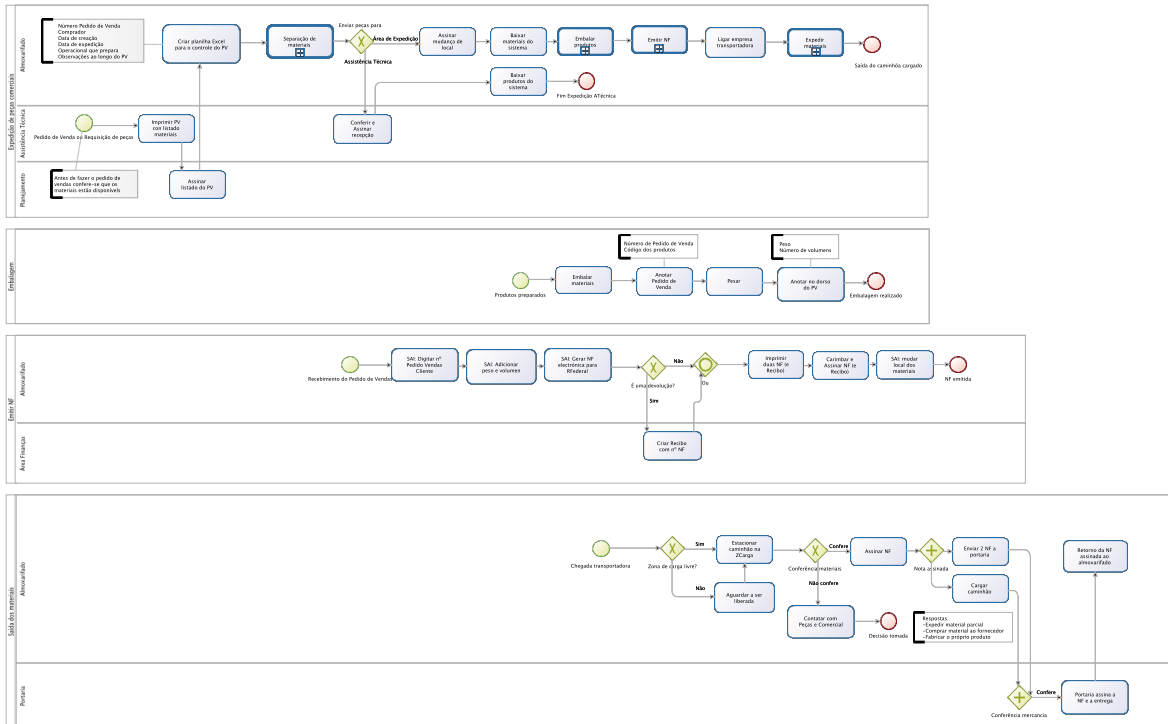 Expedição de peças comerciais
Almoxarifado
Número Pedido de Venda
Comprador
Data de creação
Data de expedição
Operacional que prepara
Observações ao longo do PV
Criar planilha Excel
para o controle do PV
Separação de
materiais
Enviar peças para
Área de Expedición
Assistência Técnica
Assinar
mudança de
local
Baixar
materiais do
sistema
Embalar
produtos
Emitir NF
Ligar empresa
transportadora
Expedir
materiais
Saída do caminhóa cargado
Baixar
produtos do
sistema
Fim Expedição ATécnica
Assistência Técnica
Pedido de Venda ou Requisição de peças
Imprimir PV
con listado
materiais
Conferir e
Assinar
recepção
Planejamento
Antes de fazer o pedido de
vendas confere-se que os
materiais estão disponíveis
Assinar
listado do PV
Embalagem
Número de Pedido de Venda
Código dos produtos
Peso
Número de volumens
Produtos preparados
Embalar
materiais
Anotar
Pedido de
Venda
Pesar
Anotar no dorso
do PV
Embalagem realizado
Emitir NF
Almoxarifado
Recebimento do Pedido de Vendas
SAI: Digitar nº
Pedido Vendas
Cliente
SAI: Adicionar
peso e volumen
SAI: Gerar NF
electrónica para
RFederal
É uma devolução?
Não
Sim
Ou
Imprimir
duas NF (e
Recibo)
Carimbar e
Assinar NF (e
Recibo)
SAI: mudar
local dos
materiais
NF emitida
Área Finanças
Criar Recibo
com nº NF
Saída dos materiais
Almoxarifado
Chegada transportadora
Zona de carga livre?
Sim
Não
Estacionar
caminhão na
ZCarga
Aguardar a ser
liberada
Conferência materiais
Confere
Não confere
Assinar NF
Nota assinada
Enviar 2 NF a
portaria
Cargar
caminhão
Retorno da NF
assinada ao
almoxarifado
Contatar com
Peças e Comercial
Decisão tomada
Respostas:
-Expedir material parcial
-Comprar material ao fornecedor
-Fabricar o próprio produto
Portaria
Conferência mercancia
Confere
Portaria assina a
NF e a entrega